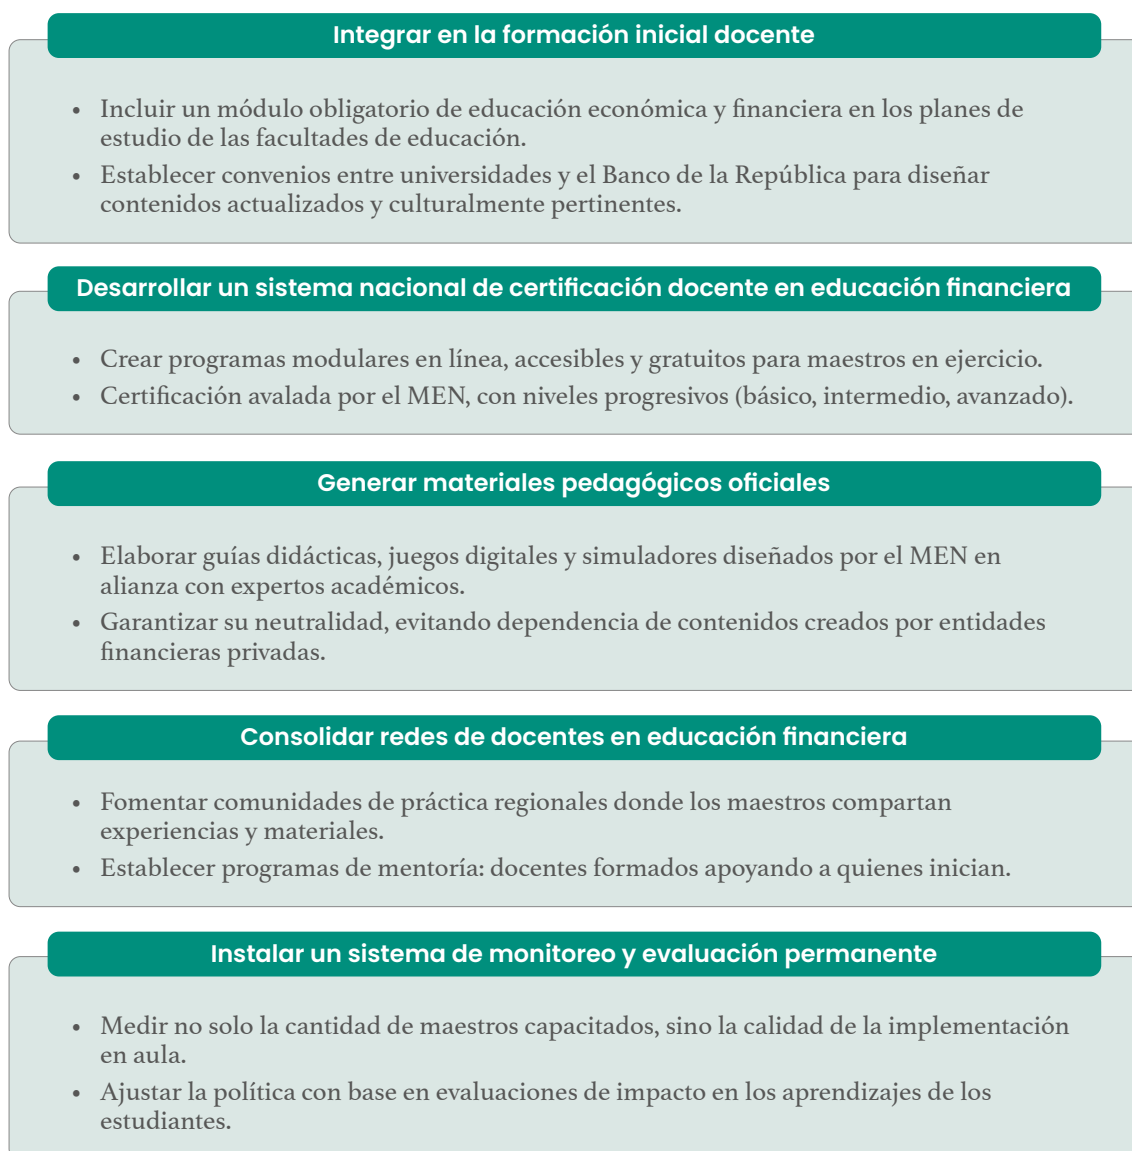 Integrar en la formación inicial docente
• Incluir un módulo obligatorio de educación económica y financiera en los planes de
estudio de las facultades de educación.
• Establecer convenios entre universidades y el Banco de la República para diseñar
contenidos actualizados y culturalmente pertinentes.
Desarrollar un sistema nacional de certificación docente en educación financiera
• Crear programas modulares en línea, accesibles y gratuitos para maestros en ejercicio.
• Certificación avalada por el MEN, con niveles progresivos (básico, intermedio, avanzado).
Generar materiales pedagógicos oficiales
• Elaborar guías didácticas, juegos digitales y simuladores diseñados por el MEN en
alianza con expertos académicos.
• Garantizar su neutralidad, evitando dependencia de contenidos creados por entidades
financieras privadas.
Consolidar redes de docentes en educación financiera
• Fomentar comunidades de práctica regionales donde los maestros compartan
experiencias y materiales.
• Establecer programas de mentoría: docentes formados apoyando a quienes inician.
Instalar un sistema de monitoreo y evaluación permanente
• Medir no solo la cantidad de maestros capacitados, sino la calidad de la implementación
en aula.
• Ajustar la política con base en evaluaciones de impacto en los aprendizajes de los
estudiantes.